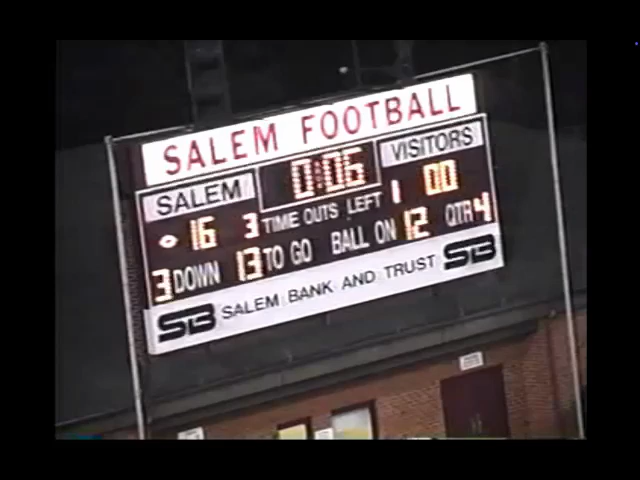 SALEM FOOTBALL
SALEM 0:06 VISITORS
16 3 TIME OUTS LEFT 1 00
3 DOWN 13 TO GO BALL ON 12 QTR 4
SB SALEM BANK AND TRUST SB